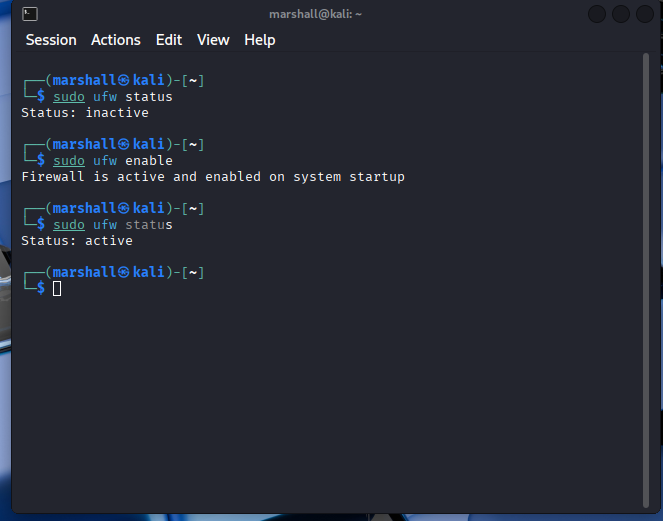 marshall@kali: ~
Session Actions Edit View Help
┌──(marshall㉿kali)-[~]
└─$ sudo ufw status
Status: inactive
┌──(marshall㉿kali)-[~]
└─$ sudo ufw enable
Firewall is active and enabled on system startup
┌──(marshall㉿kali)-[~]
└─$ sudo ufw status
Status: active
┌──(marshall㉿kali)-[~]
└─$